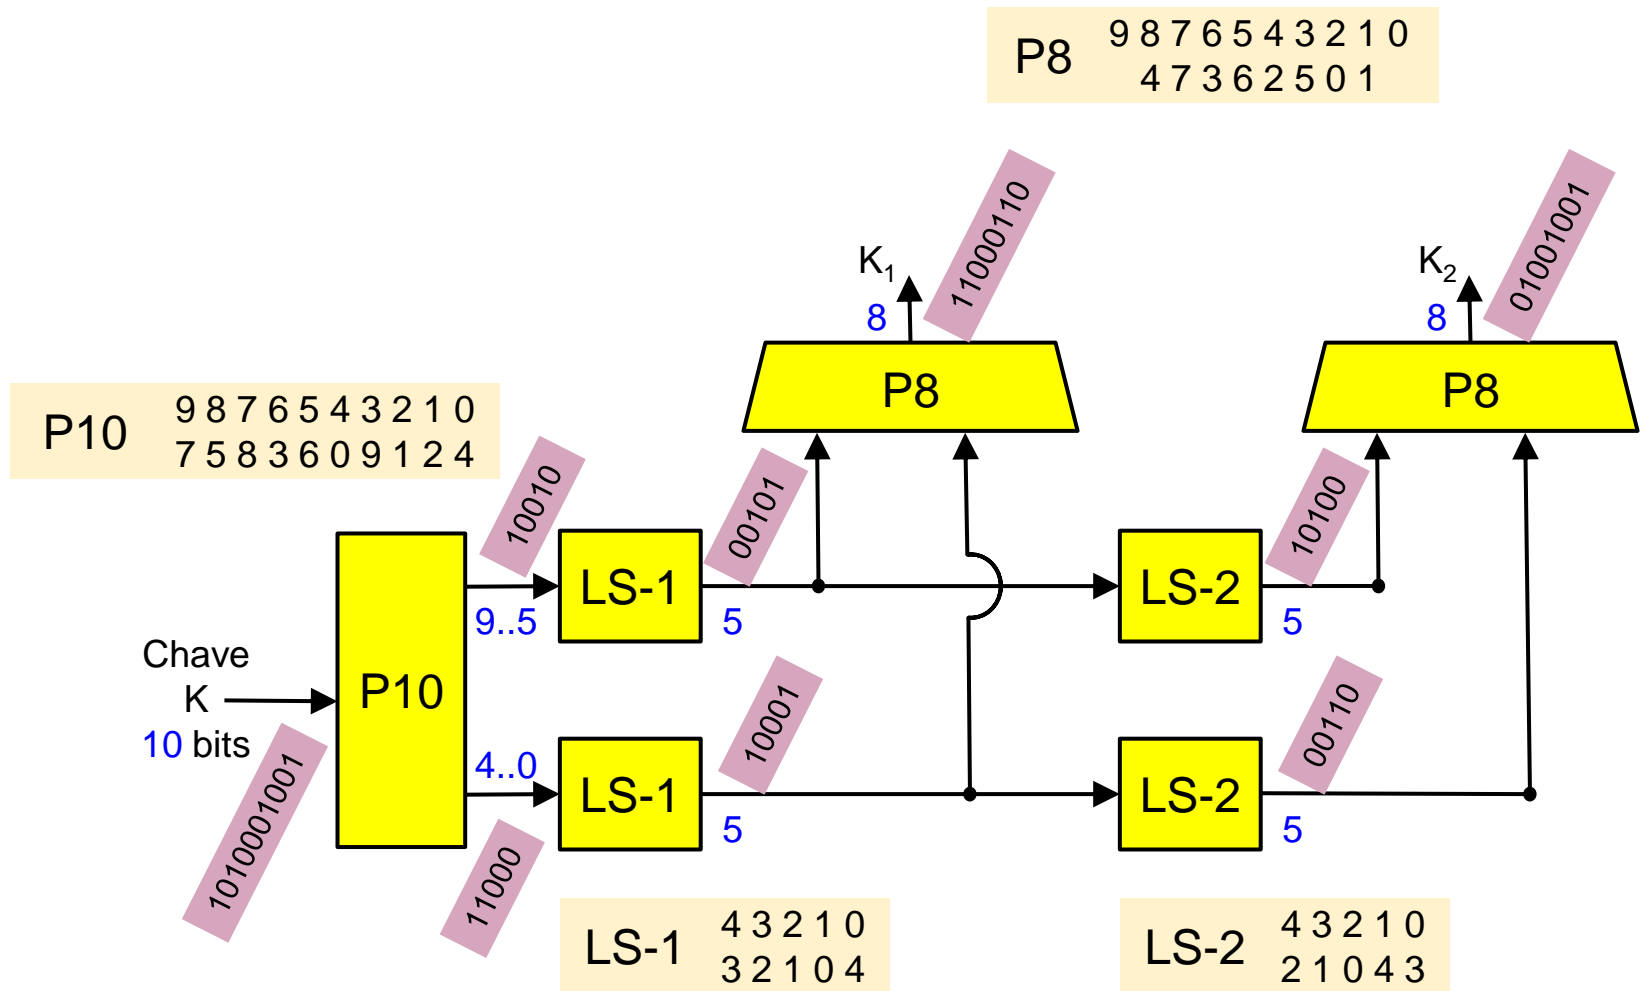 P8
9 8 7 6 5 4 3 2 1 0
4 7 3 6 2 5 0 1
K1
8
11000110
P8
K2
8
01001001
P8
P10
9 8 7 6 5 4 3 2 1 0
7 5 8 3 6 0 9 1 2 4
Chave
K
10 bits
1010001001
P10
10010
9..5
LS-1
00101
5
LS-2
10100
5
4..0
11000
LS-1
10001
5
LS-2
00110
5
LS-1
4 3 2 1 0
3 2 1 0 4
LS-2
4 3 2 1 0
2 1 0 4 3